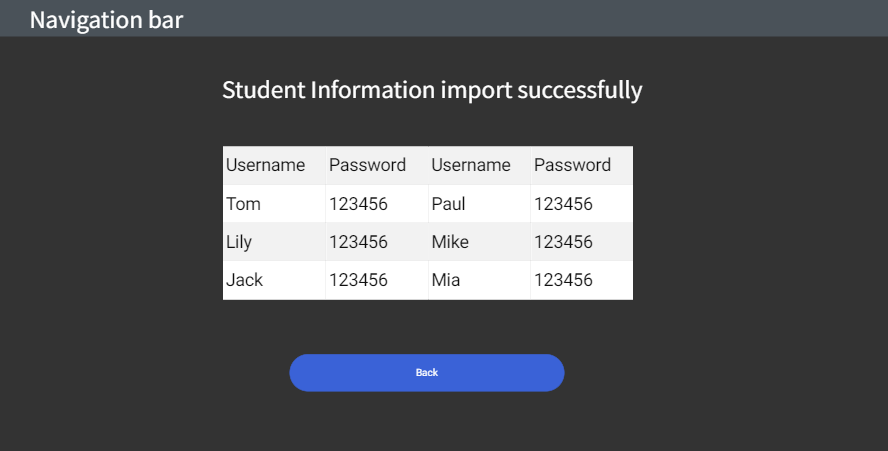 Navigation bar
Student Information import successfully
Username Password Username Password
Tom 123456 Paul 123456
Lily 123456 Mike 123456
Jack 123456 Mia 123456
Back